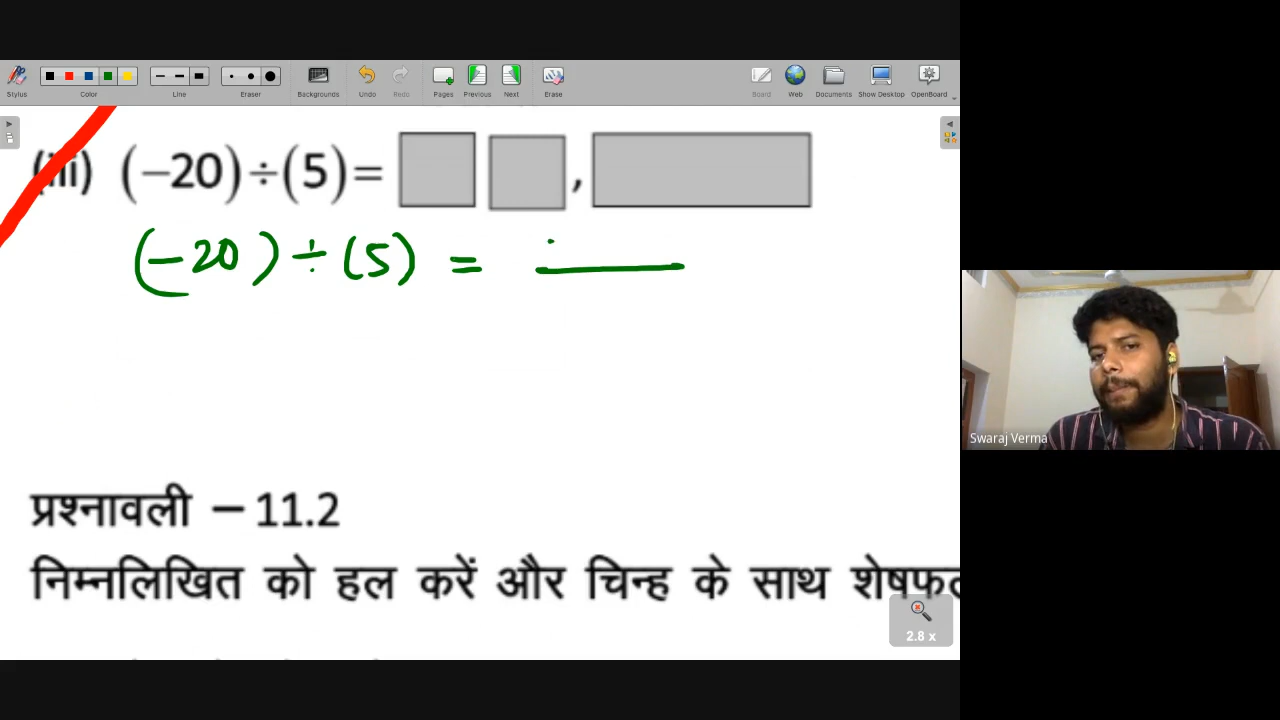 Stylus Color Line Eraser Backgrounds Undo Redo Pages Previous Next Erase Board Web Documents Show Desktop OpenBoard
(iii) (−20) ÷ (5) = ,
(−20) ÷ (5) =
Swaraj Verma
प्रश्नावली – 11.2
निम्नलिखित को हल करें और चिन्ह के साथ
2.8 x